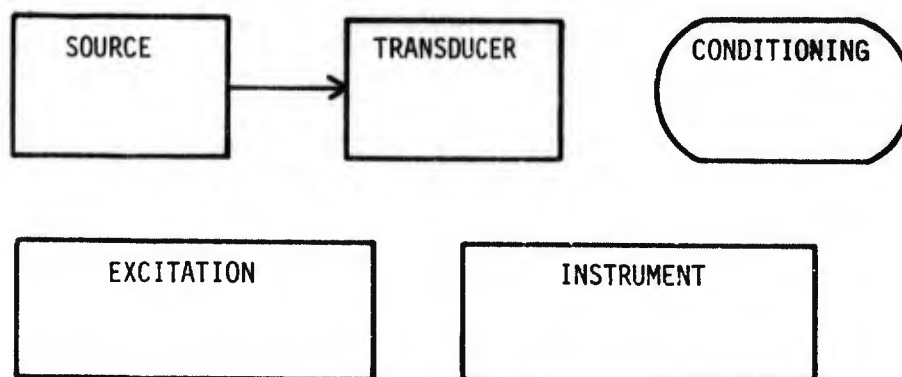 SOURCE
TRANSDUCER
CONDITIONING
EXCITATION
INSTRUMENT